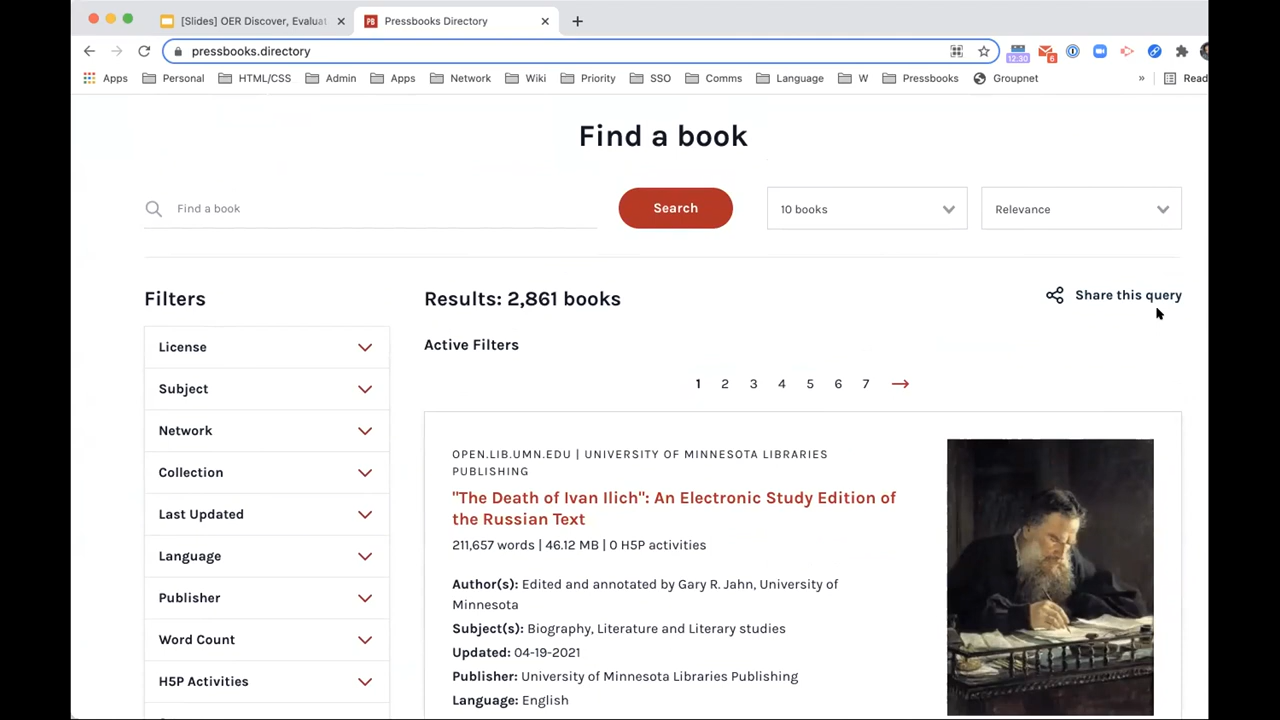 [Slides] OER Discover, Evaluat
Pressbooks Directory
pressbooks.directory
12.30
6
Apps
Personal
HTML/CSS
Admin
Apps
Network
Wiki
Priority
SSO
Comms
Language
W
Pressbooks
Groupnet
»
Read
Find a book
Find a book
Search
10 books
Relevance
Filters
Results: 2,861 books
Share this query
License
Active Filters
Subject
1 2 3 4 5 6 7
Network
OPEN.LIB.UMN.EDU | UNIVERSITY OF MINNESOTA LIBRARIES
PUBLISHING
Collection
"The Death of Ivan Ilich": An Electronic Study Edition of
the Russian Text
Last Updated
211,657 words | 46.12 MB | 0 H5P activities
Language
Author(s): Edited and annotated by Gary R. Jahn, University of
Minnesota
Publisher
Subject(s): Biography, Literature and Literary studies
Word Count
Updated: 04-19-2021
Publisher: University of Minnesota Libraries Publishing
H5P Activities
Language: English